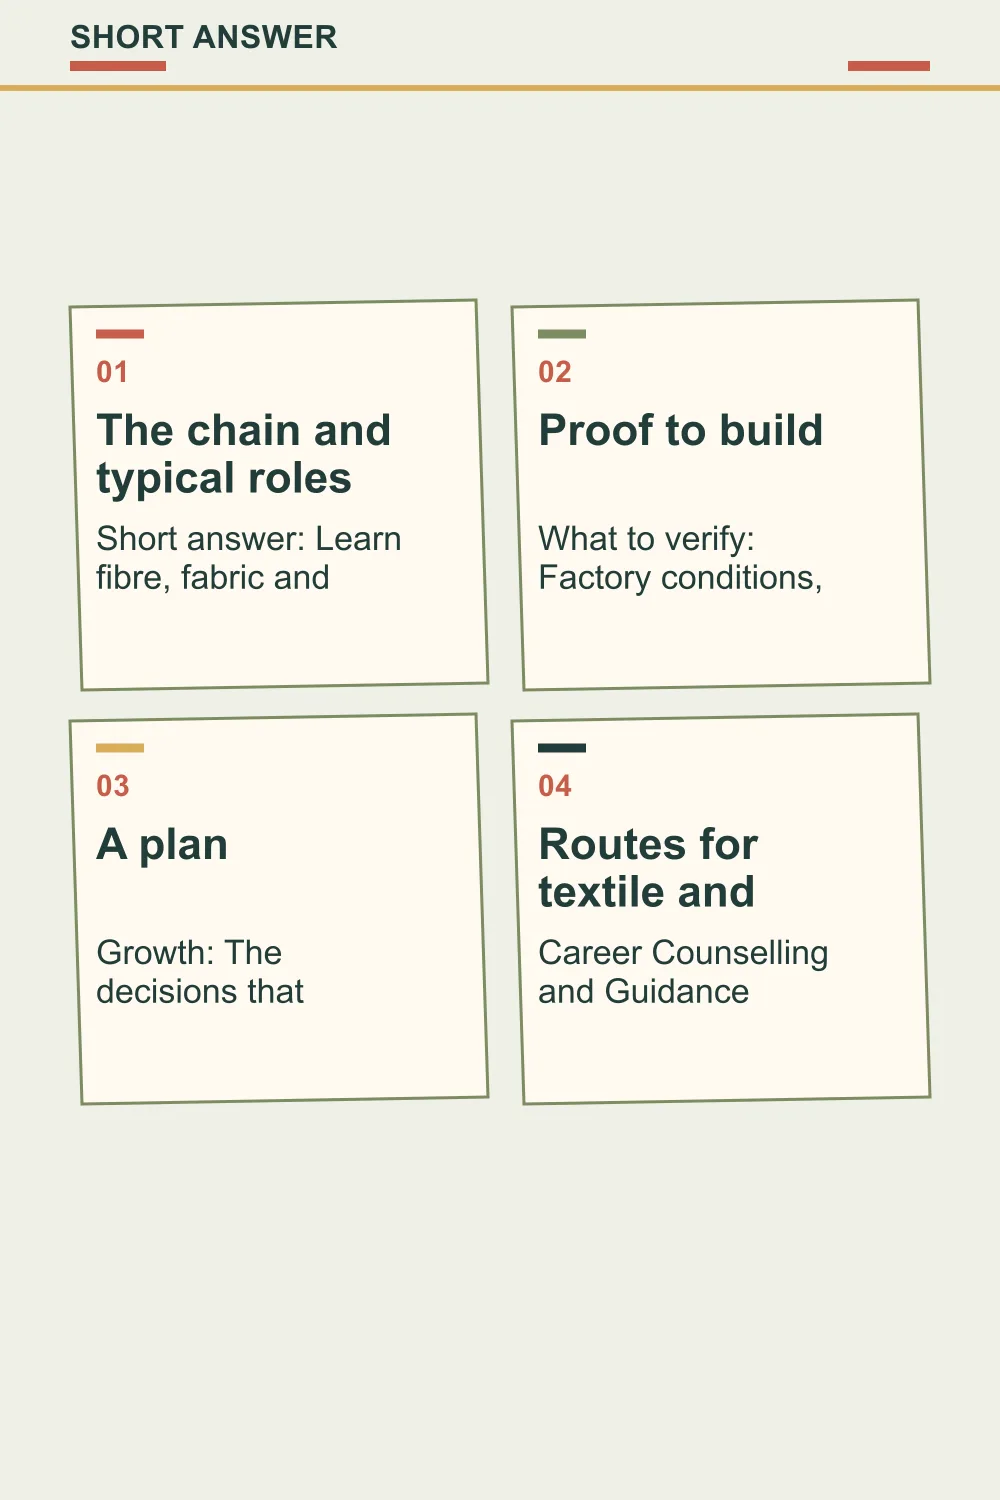 SHORT ANSWER
01
The chain and
typical roles
Short answer: Learn
fibre, fabric and
02
Proof to build
What to verify:
Factory conditions,
03
A plan
Growth: The
decisions that
04
Routes for
textile and
Career Counselling
and Guidance